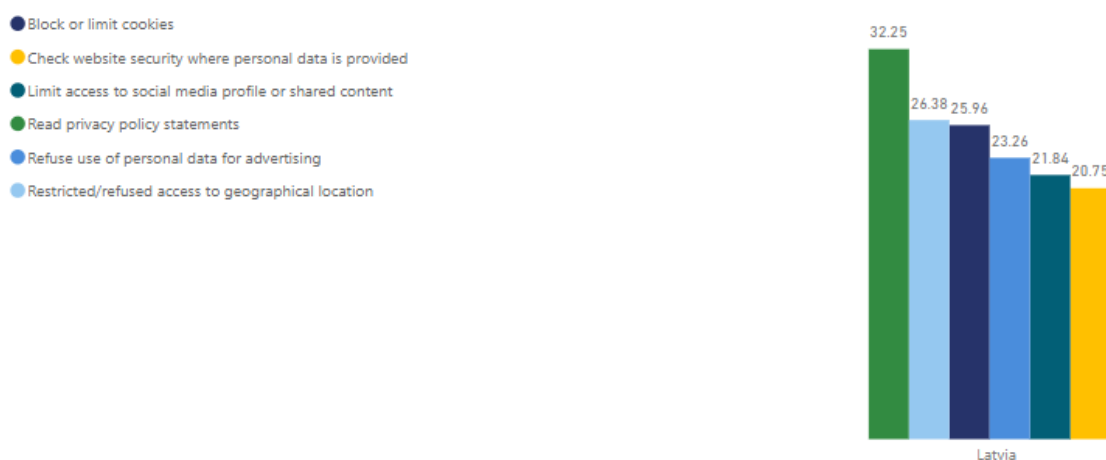 Block or limit cookies
Check website security where personal data is provided
Limit access to social media profile or shared content
Read privacy policy statements
Refuse use of personal data for advertising
Restricted/refused access to geographical location
32.25
26.38
25.96
23.26
21.84
20.75
Latvia